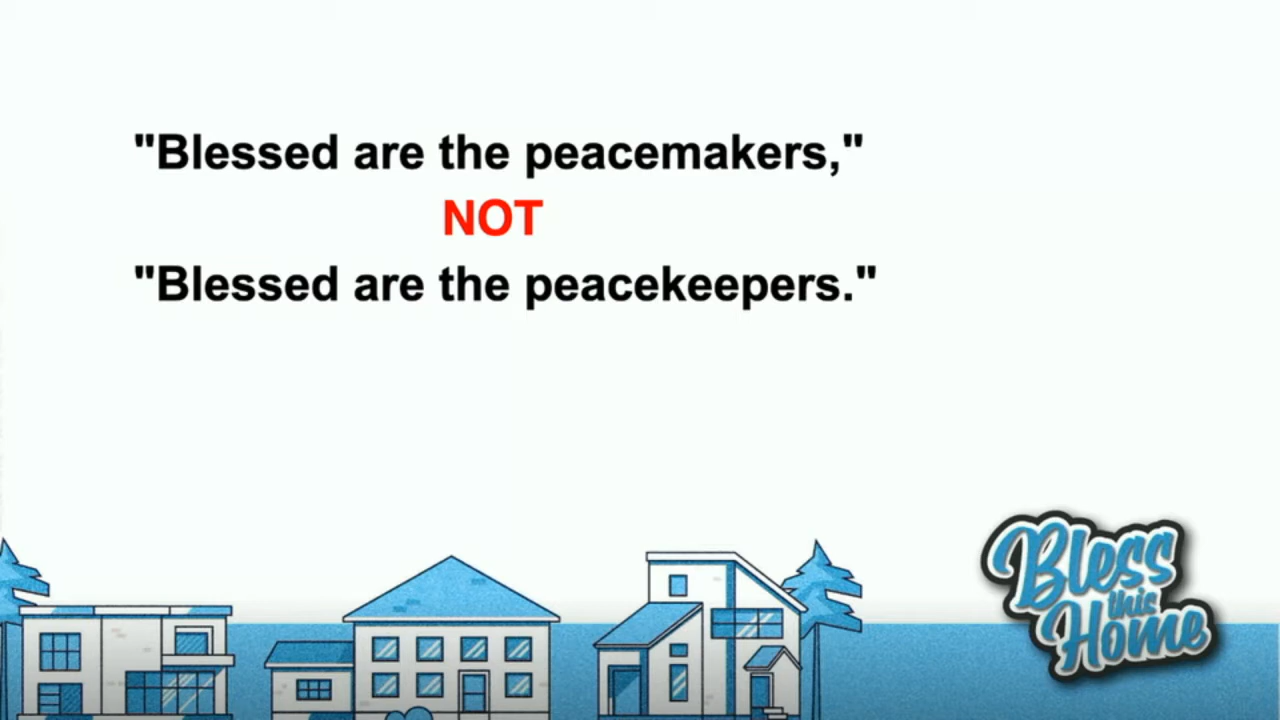 "Blessed are the peacemakers,"
NOT
"Blessed are the peacekeepers."
Bless
this
Home